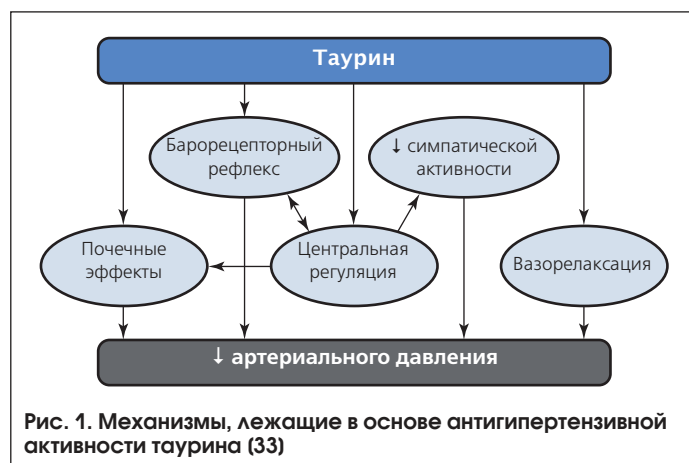 Таурин
Барорецепторный
рефлекс
↓ симпатической
активности
Почечные
эффекты
Центральная
регуляция
Вазорелаксация
↓ артериального давления
Рис. 1. Механизмы, лежащие в основе антигипертензивной
активности таурина (33)